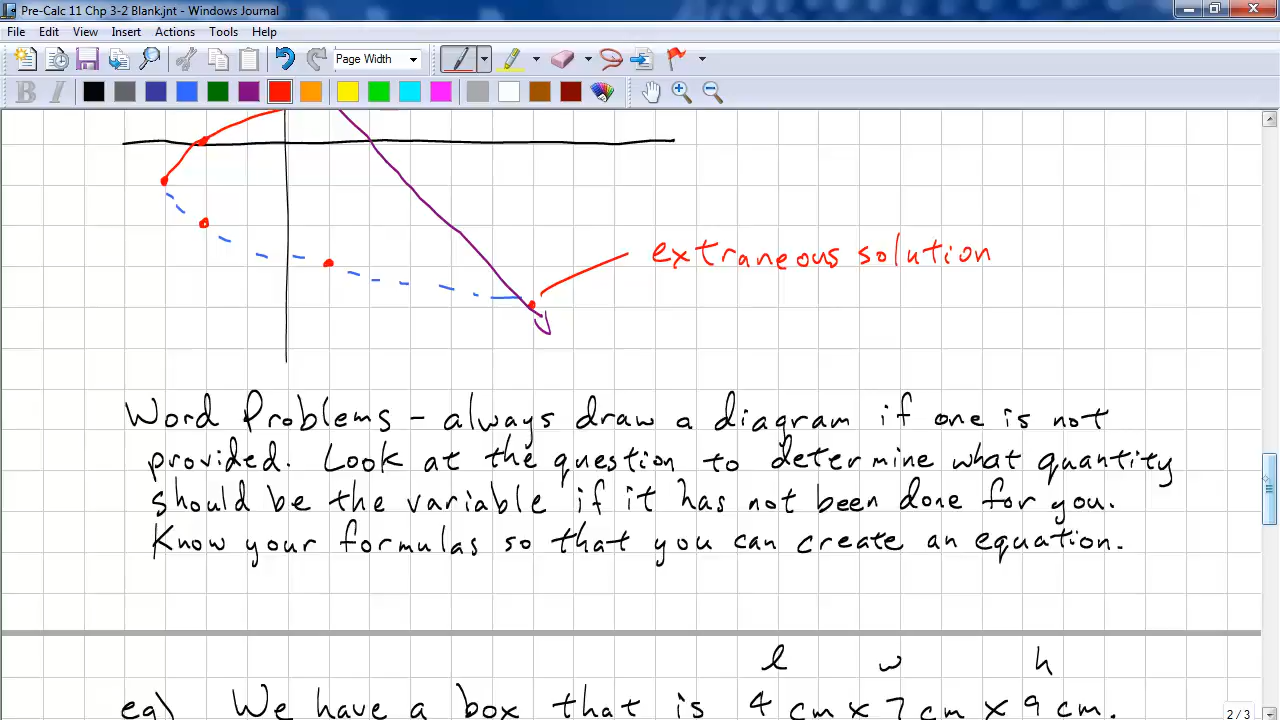 Pre-Calc 11 Chp 3-2 Blank.jnt - Windows Journal
File Edit View Insert Actions Tools Help
Page Width
B I
extraneous solution
Word Problems - always draw a diagram if one is not
provided. Look at the question to determine what quantity
should be the variable if it has not been done for you.
Know your formulas so that you can create an equation.
l w h
eg) We have a box that is 4 cm x 7 cm x 9 cm.
2/3